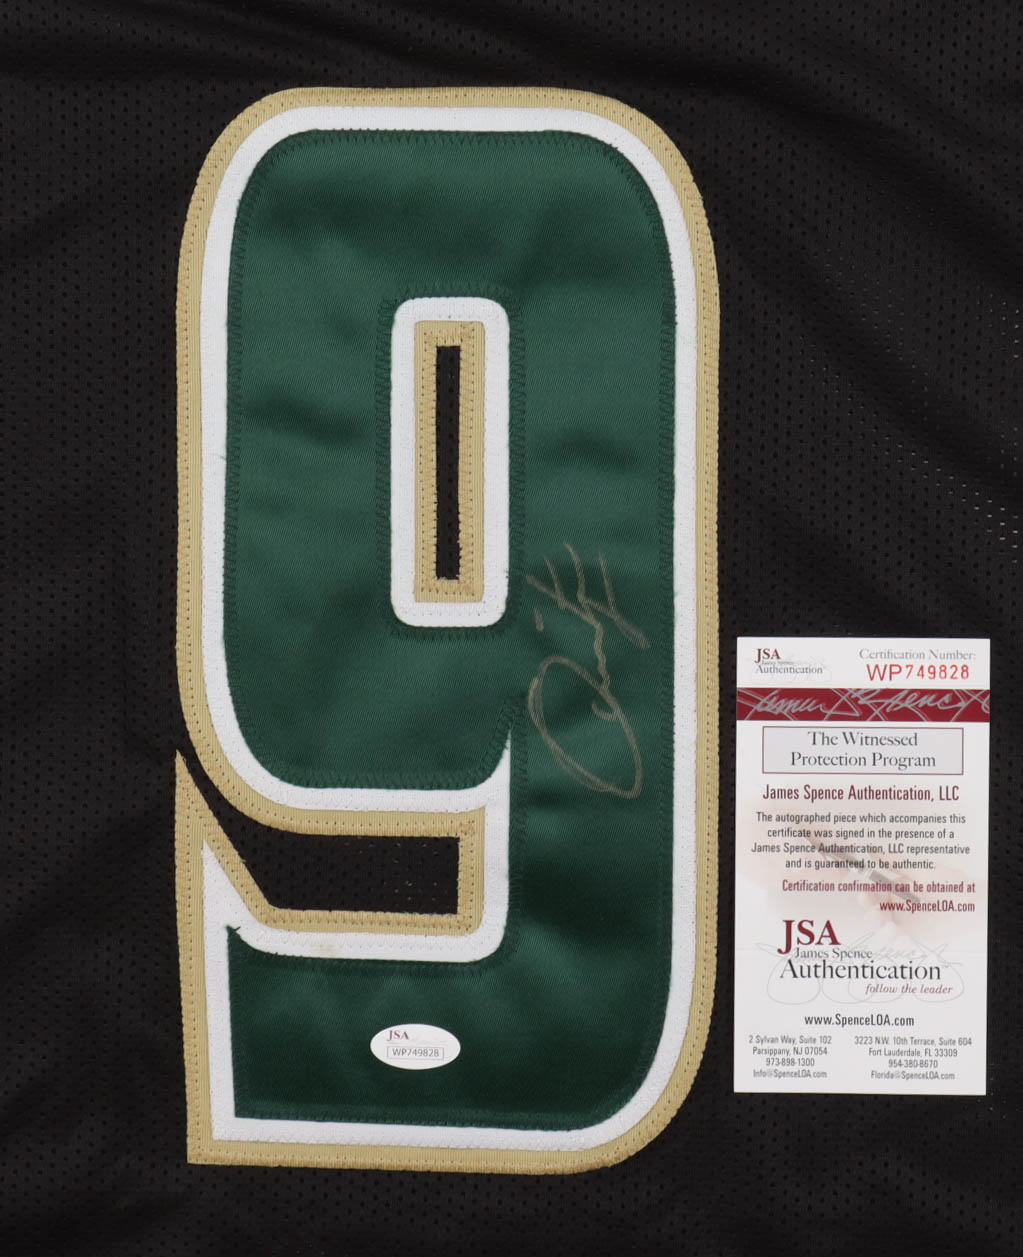 9
JSA
WP749828
JSA
James Spence
Authentication
Certification Number:
WP749828
James Spence
The Witnessed
Protection Program
James Spence Authentication, LLC
The autographed piece which accompanies this
certificate was signed in the presence of a
James Spence Authentication, LLC representative
and is guaranteed to be authentic.
Certification confirmation can be obtained at
www.SpenceLOA.com
JSA
James Spence
Authentication™
follow the leader
www.SpenceLOA.com
2 Sylvan Way, Suite 102
Parsippany, NJ 07054
973-898-1300
Info@SpenceLOA.com
3223 N.W. 10th Terrace, Suite 604
Fort Lauderdale, FL 33309
954-380-8670
Florida@SpenceLOA.com